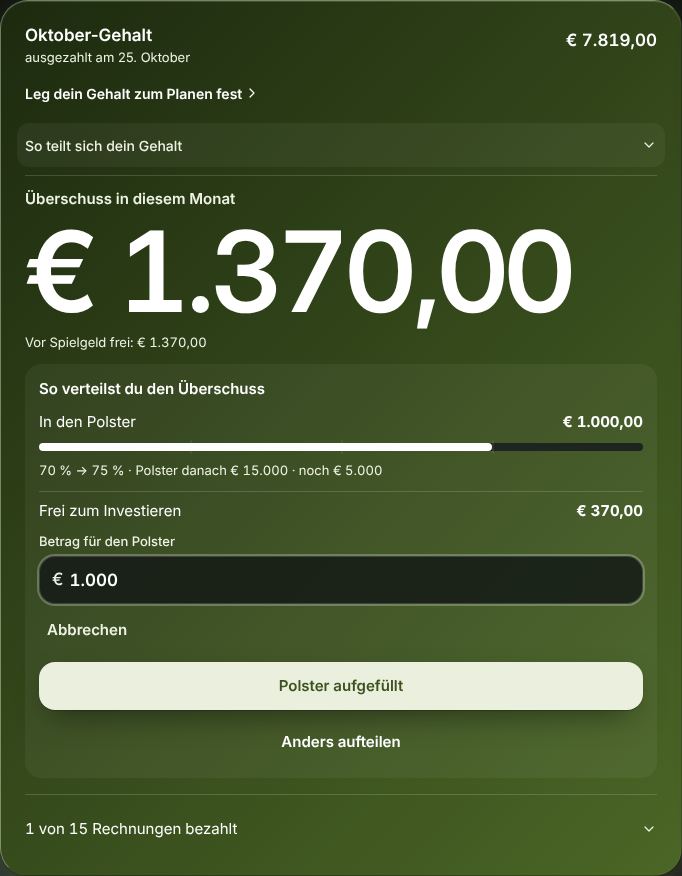 Oktober-Gehalt
€ 7.819,00
ausgezahlt am 25. Oktober
Leg dein Gehalt zum Planen fest
So teilt sich dein Gehalt
Überschuss in diesem Monat
€ 1.370,00
Vor Spielgeld frei: € 1.370,00
So verteilst du den Überschuss
In den Polster
€ 1.000,00
70 % → 75 % · Polster danach € 15.000 · noch € 5.000
Frei zum Investieren
€ 370,00
Betrag für den Polster
€ 1.000
Abbrechen
Polster aufgefüllt
Anders aufteilen
1 von 15 Rechnungen bezahlt